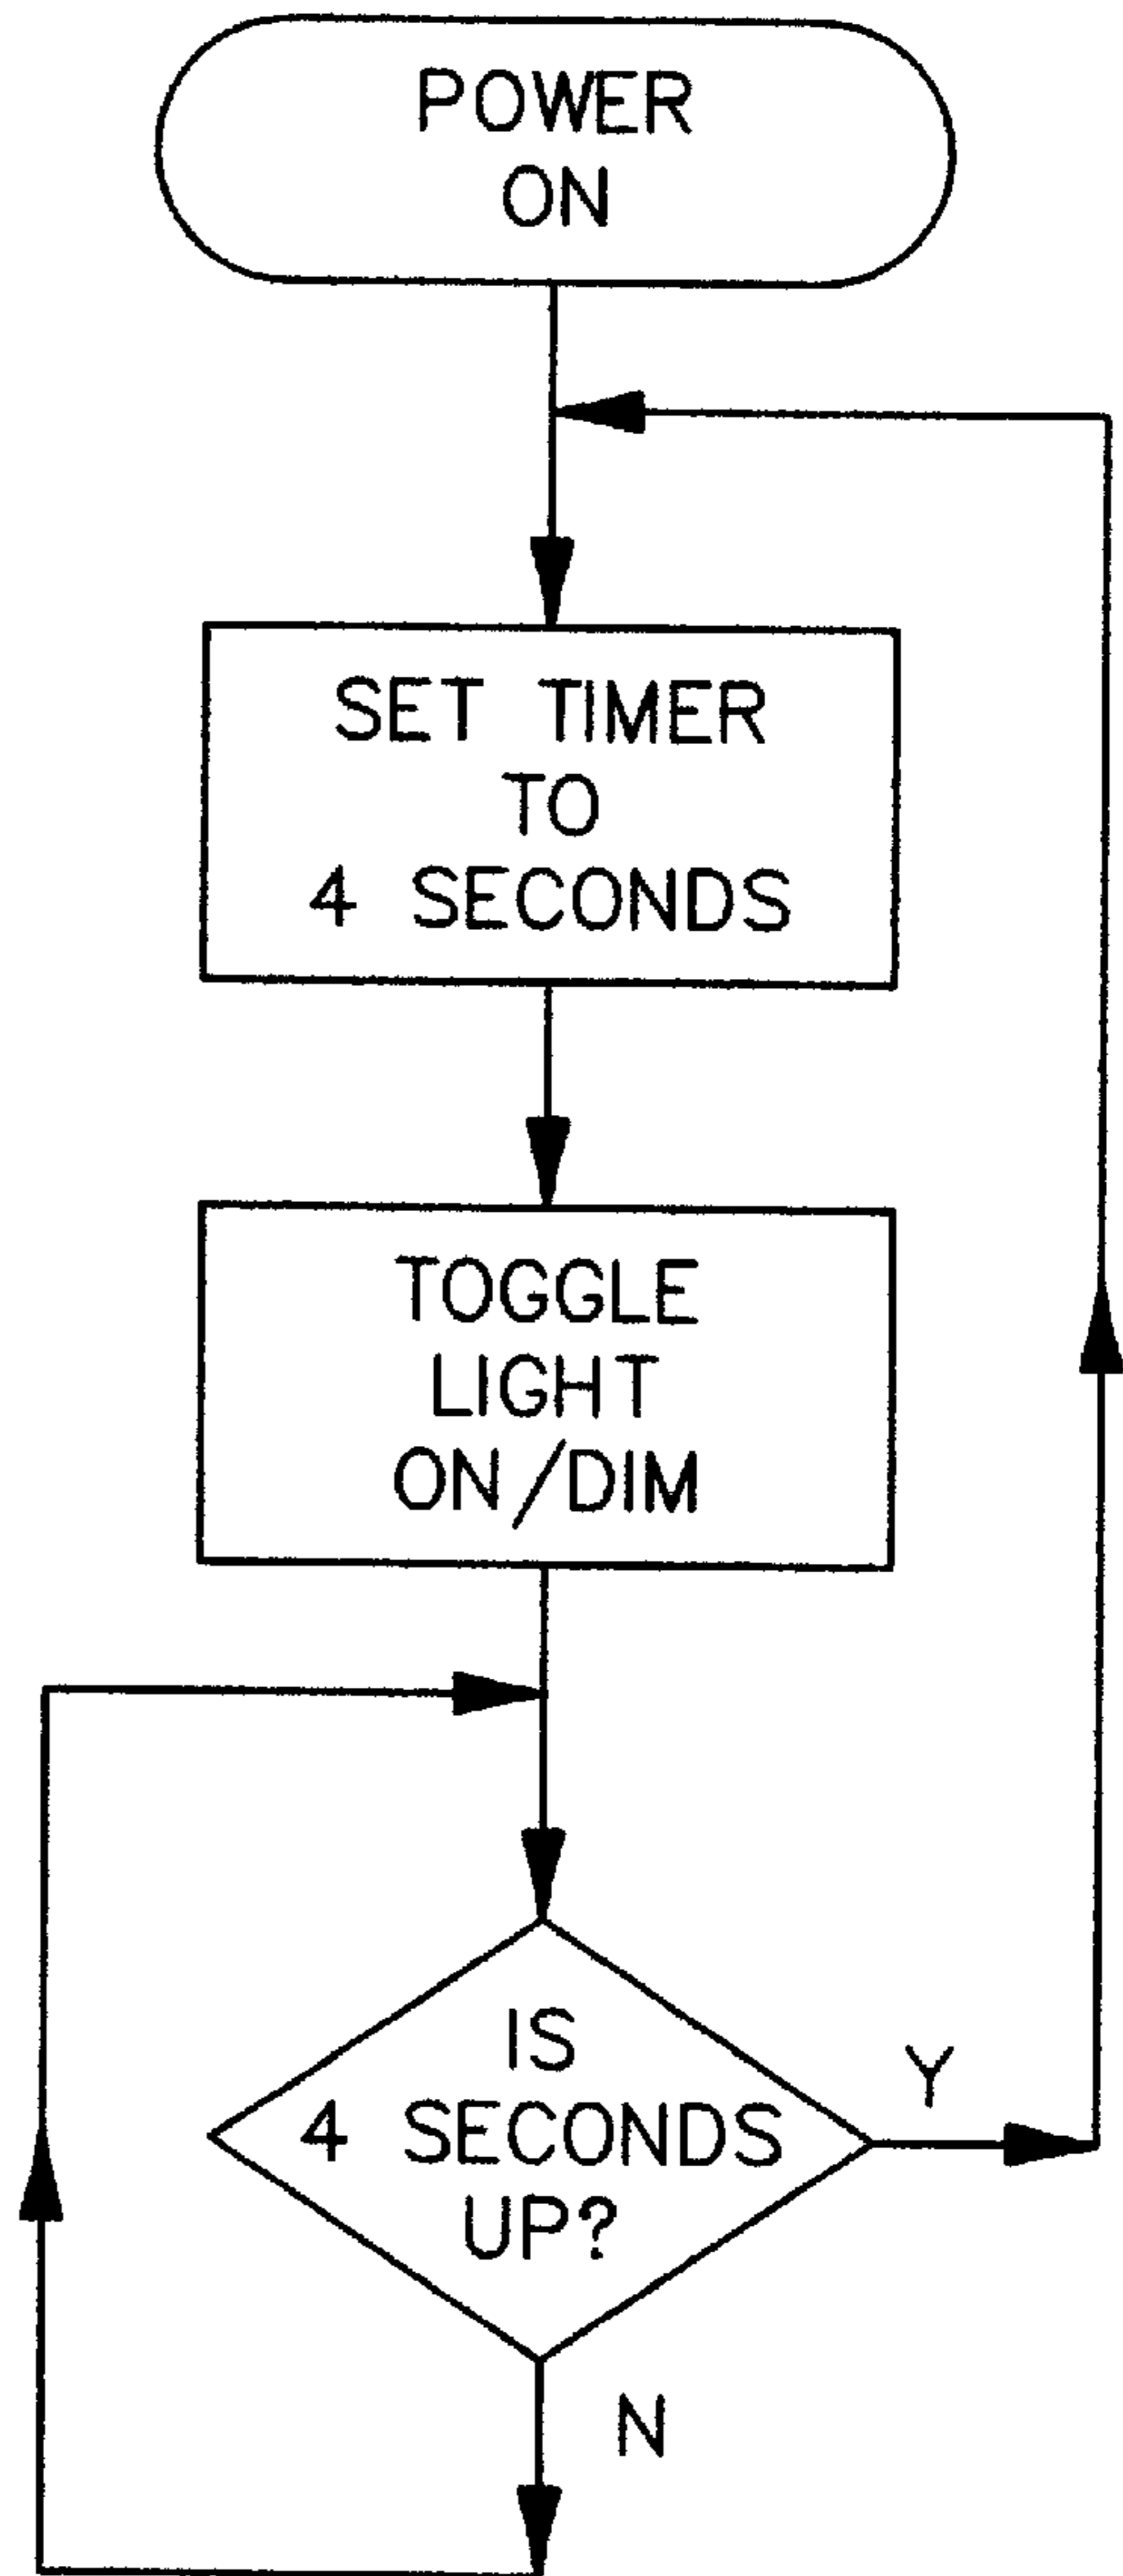 POWER
ON
SET TIMER
TO
4 SECONDS
TOGGLE
LIGHT
ON/DIM
IS
4 SECONDS
UP?
Y
N